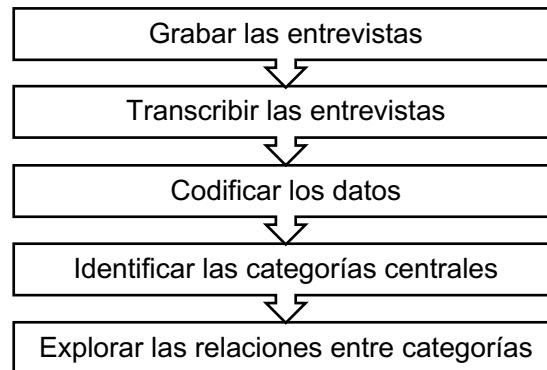 Grabar las entrevistas
Transcribir las entrevistas
Codificar los datos
Identificar las categorías centrales
Explorar las relaciones entre categorías